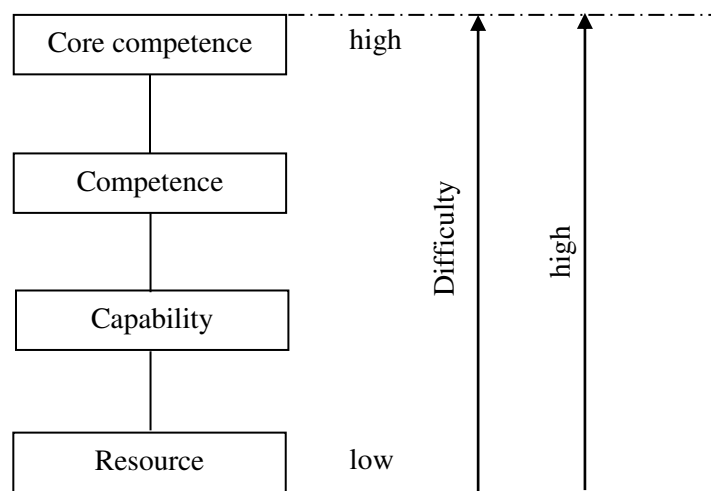 Core competence
high
Competence
Difficulty
high
Capability
Resource
low